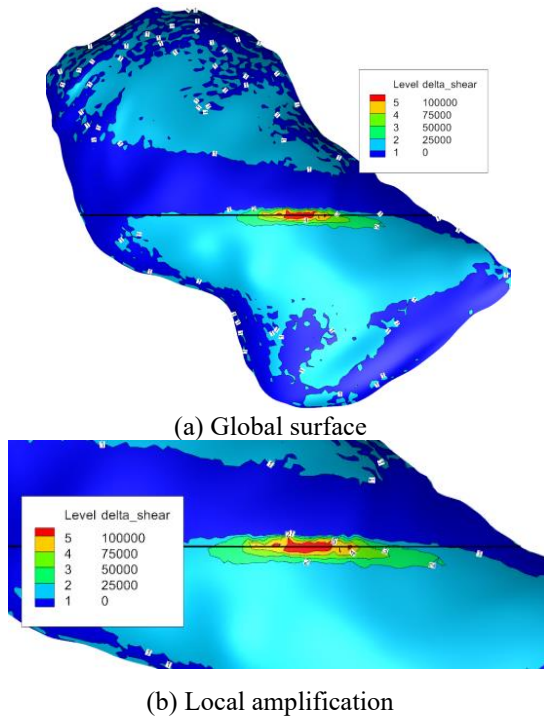 Level delta_shear
5 100000
4 75000
3 50000
2 25000
1 0
(a) Global surface
Level delta_shear
5 100000
4 75000
3 50000
2 25000
1 0
(b) Local amplification